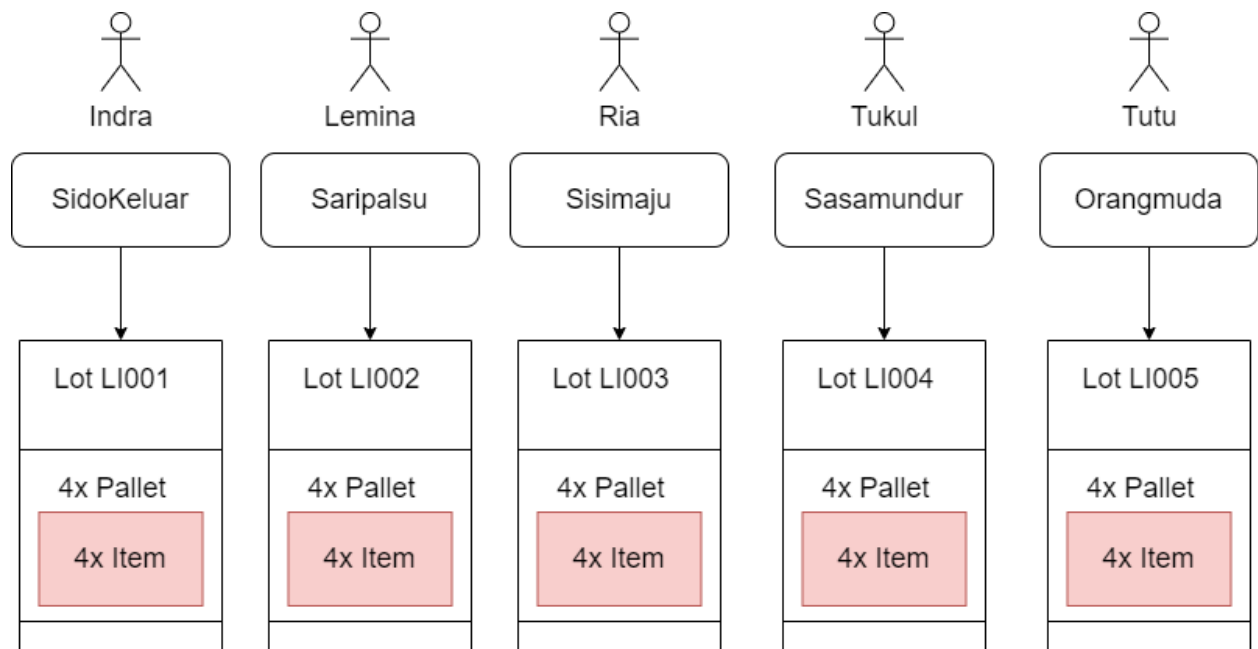 Indra
Lemina
Ria
Tukul
Tutu
SidoKeluar
Saripalsu
Sisimaju
Sasamundur
Orangmuda
Lot LI001
Lot LI002
Lot LI003
Lot LI004
Lot LI005
4x Pallet
4x Pallet
4x Pallet
4x Pallet
4x Pallet
4x Item
4x Item
4x Item
4x Item
4x Item